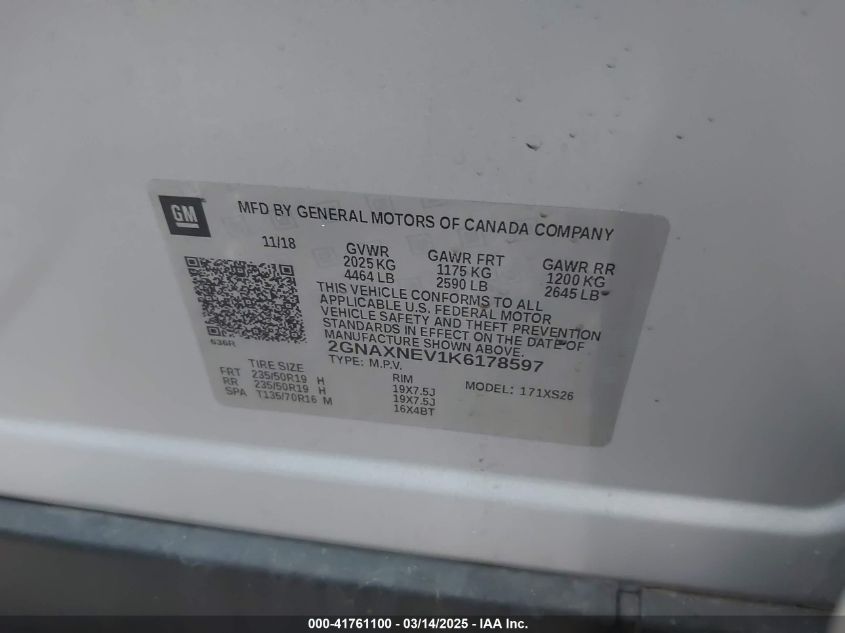 GM
MFD BY GENERAL MOTORS OF CANADA COMPANY
11/18 GVWR GAWR FRT GAWR RR
2025 KG 1175 KG 1200 KG
4464 LB 2590 LB 2645 LB
THIS VEHICLE CONFORMS TO ALL
APPLICABLE U.S. FEDERAL MOTOR
VEHICLE SAFETY AND THEFT PREVENTION
STANDARDS IN EFFECT ON THE DATE OF
MANUFACTURE SHOWN ABOVE.
636R
2GNAXNEV1K6178597
TYPE: M.P.V.
TIRE SIZE RIM MODEL: 171XS26
FRT 235/50R19 H 19X7.5J
RR 235/50R19 H 19X7.5J
SPA T135/70R16 M 16X4BT
000-41761100 - 03/14/2025 - IAA Inc.